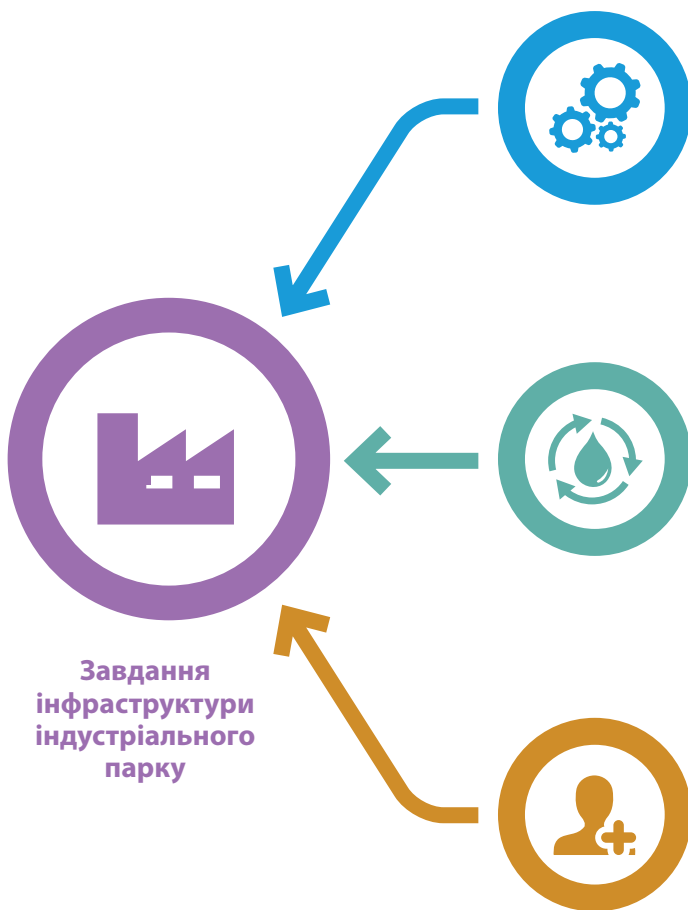 Завдання
інфраструктури
індустріального
парку